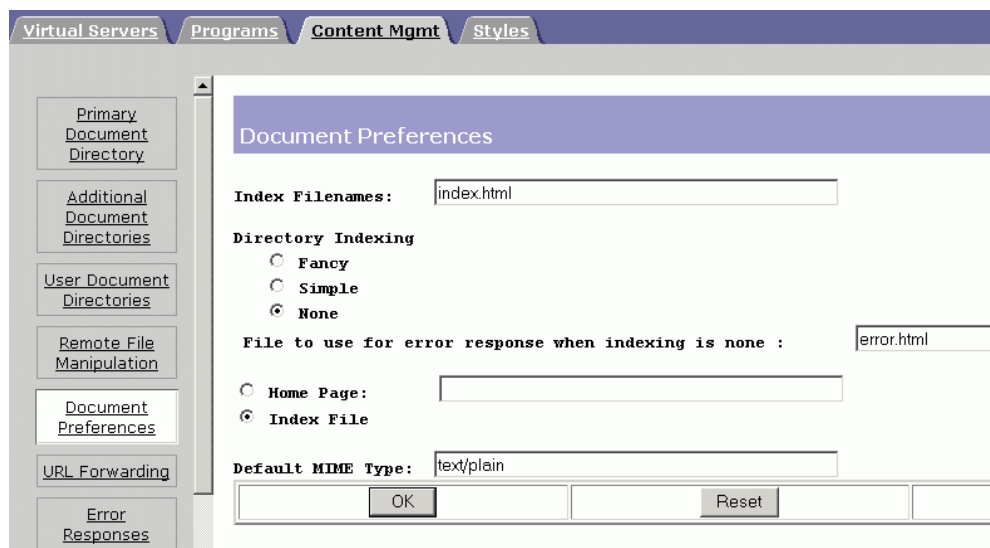 Virtual Servers Programs Content Mgmt Styles
Primary
Document
Directory
Additional
Document
Directories
User Document
Directories
Remote File
Manipulation
Document
Preferences
URL Forwarding
Error
Responses
Document Preferences
Index Filenames: index.html
Directory Indexing
Fancy
Simple
None
File to use for error response when indexing is none : error.html
Home Page:
Index File
Default MIME Type: text/plain
OK Reset